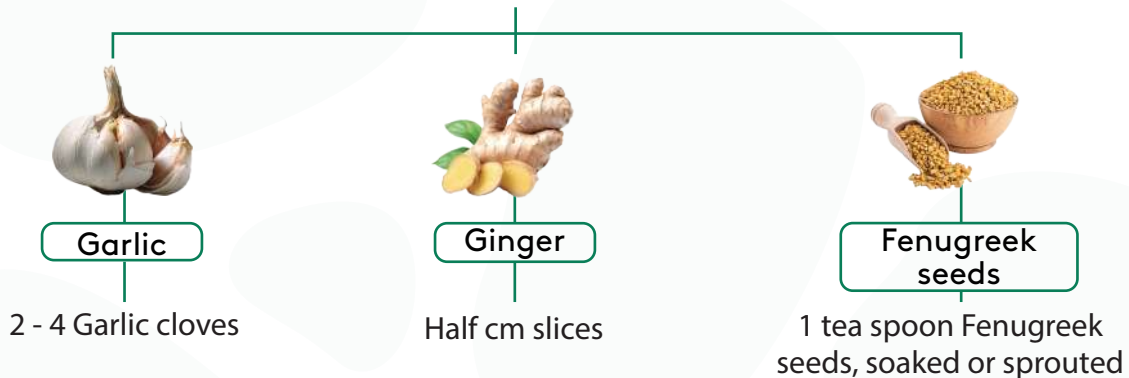 Garlic
2 - 4 Garlic cloves
Ginger
Half cm slices
Fenugreek
seeds
1 tea spoon Fenugreek
seeds, soaked or sprouted